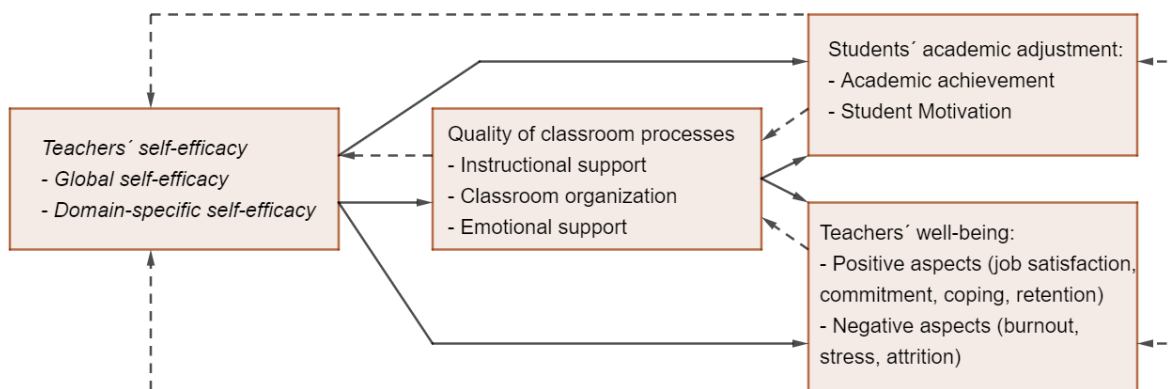 Teachers´ self-efficacy
- Global self-efficacy
- Domain-specific self-efficacy
Quality of classroom processes
- Instructional support
- Classroom organization
- Emotional support
Students´ academic adjustment:
- Academic achievement
- Student Motivation
Teachers´ well-being:
- Positive aspects (job satisfaction,
commitment, coping, retention)
- Negative aspects (burnout,
stress, attrition)